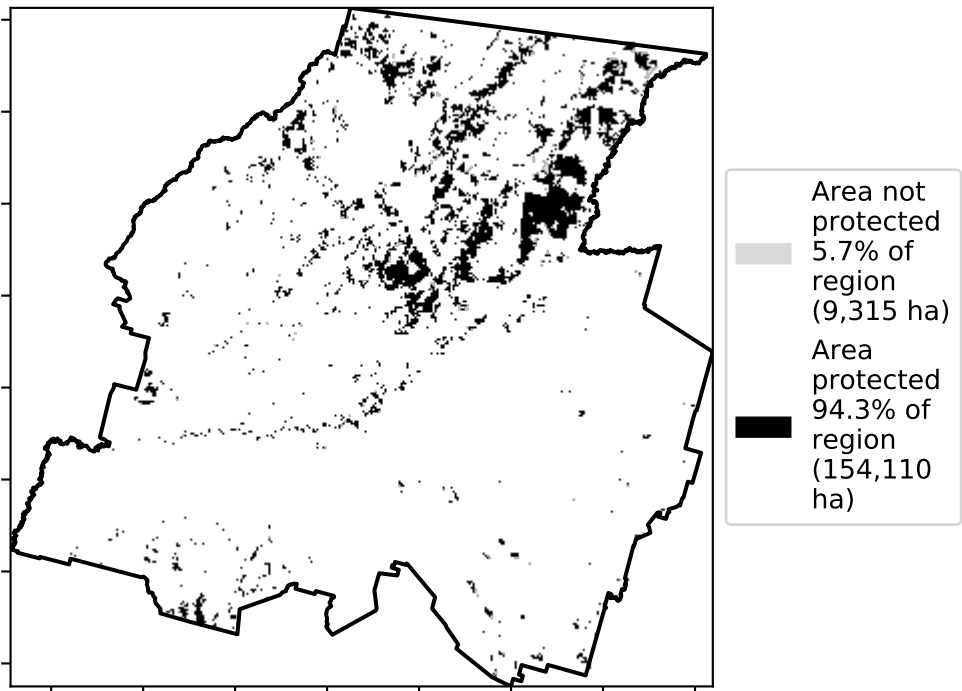 Area not
protected
5.7% of
region
(9,315 ha)
Area
protected
94.3% of
region
(154,110
ha)